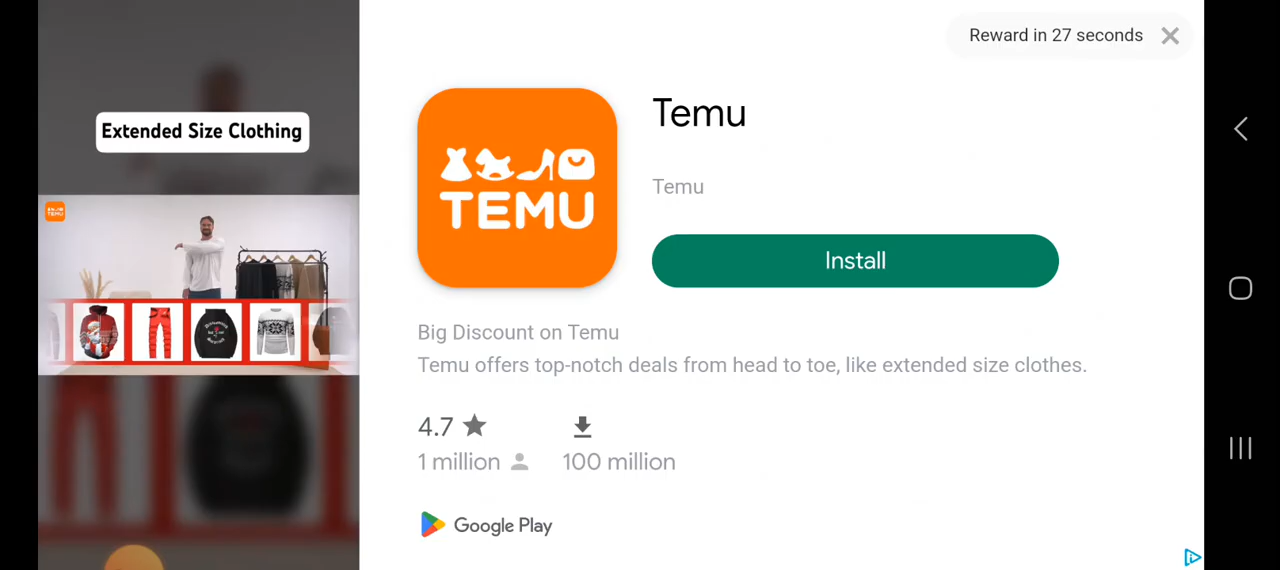 Extended Size Clothing
TEMU
Reward in 27 seconds
TEMU
Temu
Temu
Install
Big Discount on Temu
Temu offers top-notch deals from head to toe, like extended size clothes.
4.7
1 million
100 million
Google Play